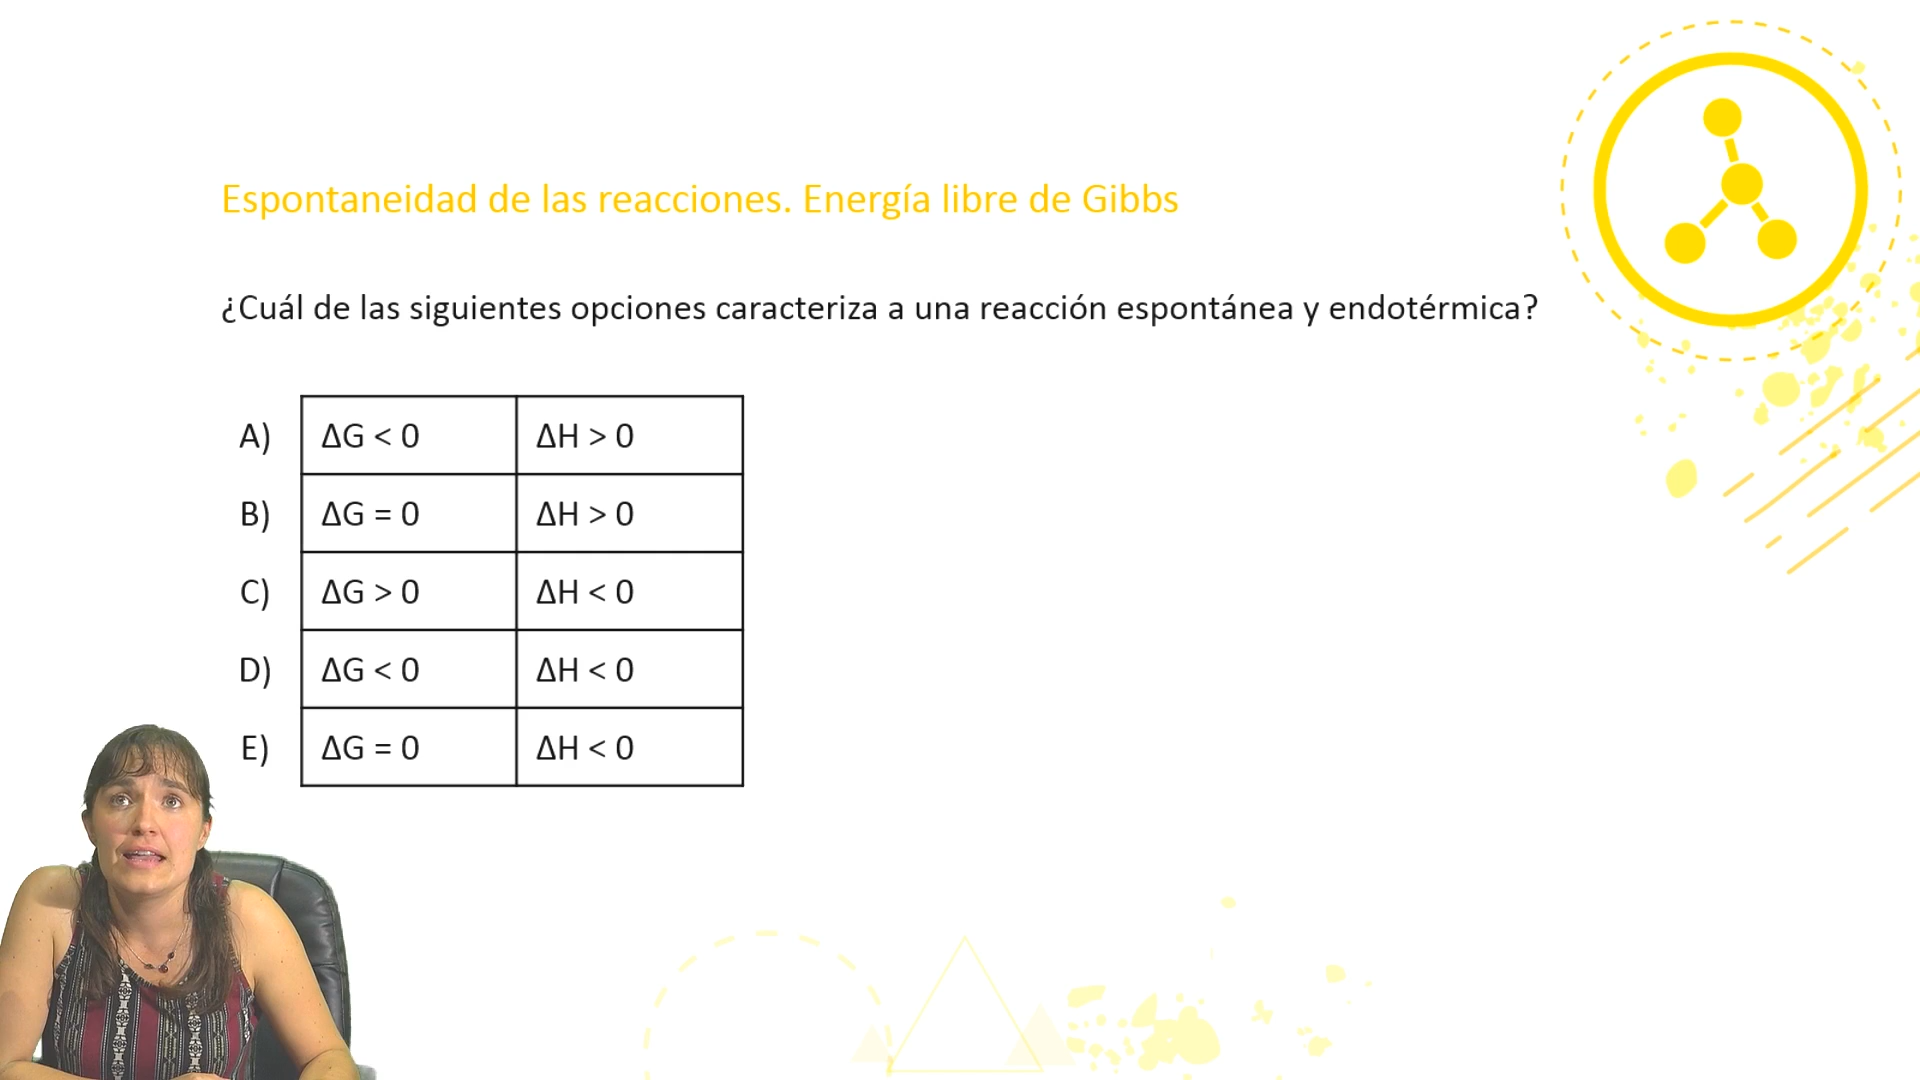 Espontaneidad de las reacciones. Energía libre de Gibbs
¿Cuál de las siguientes opciones caracteriza a una reacción espontánea y endotérmica?
A) ΔG < 0 ΔH > 0
B) ΔG = 0 ΔH > 0
C) ΔG > 0 ΔH < 0
D) ΔG < 0 ΔH < 0
E) ΔG = 0 ΔH < 0